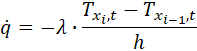 q̇ = −λ · (T_{x_i,t} − T_{x_{i−1},t}) / h